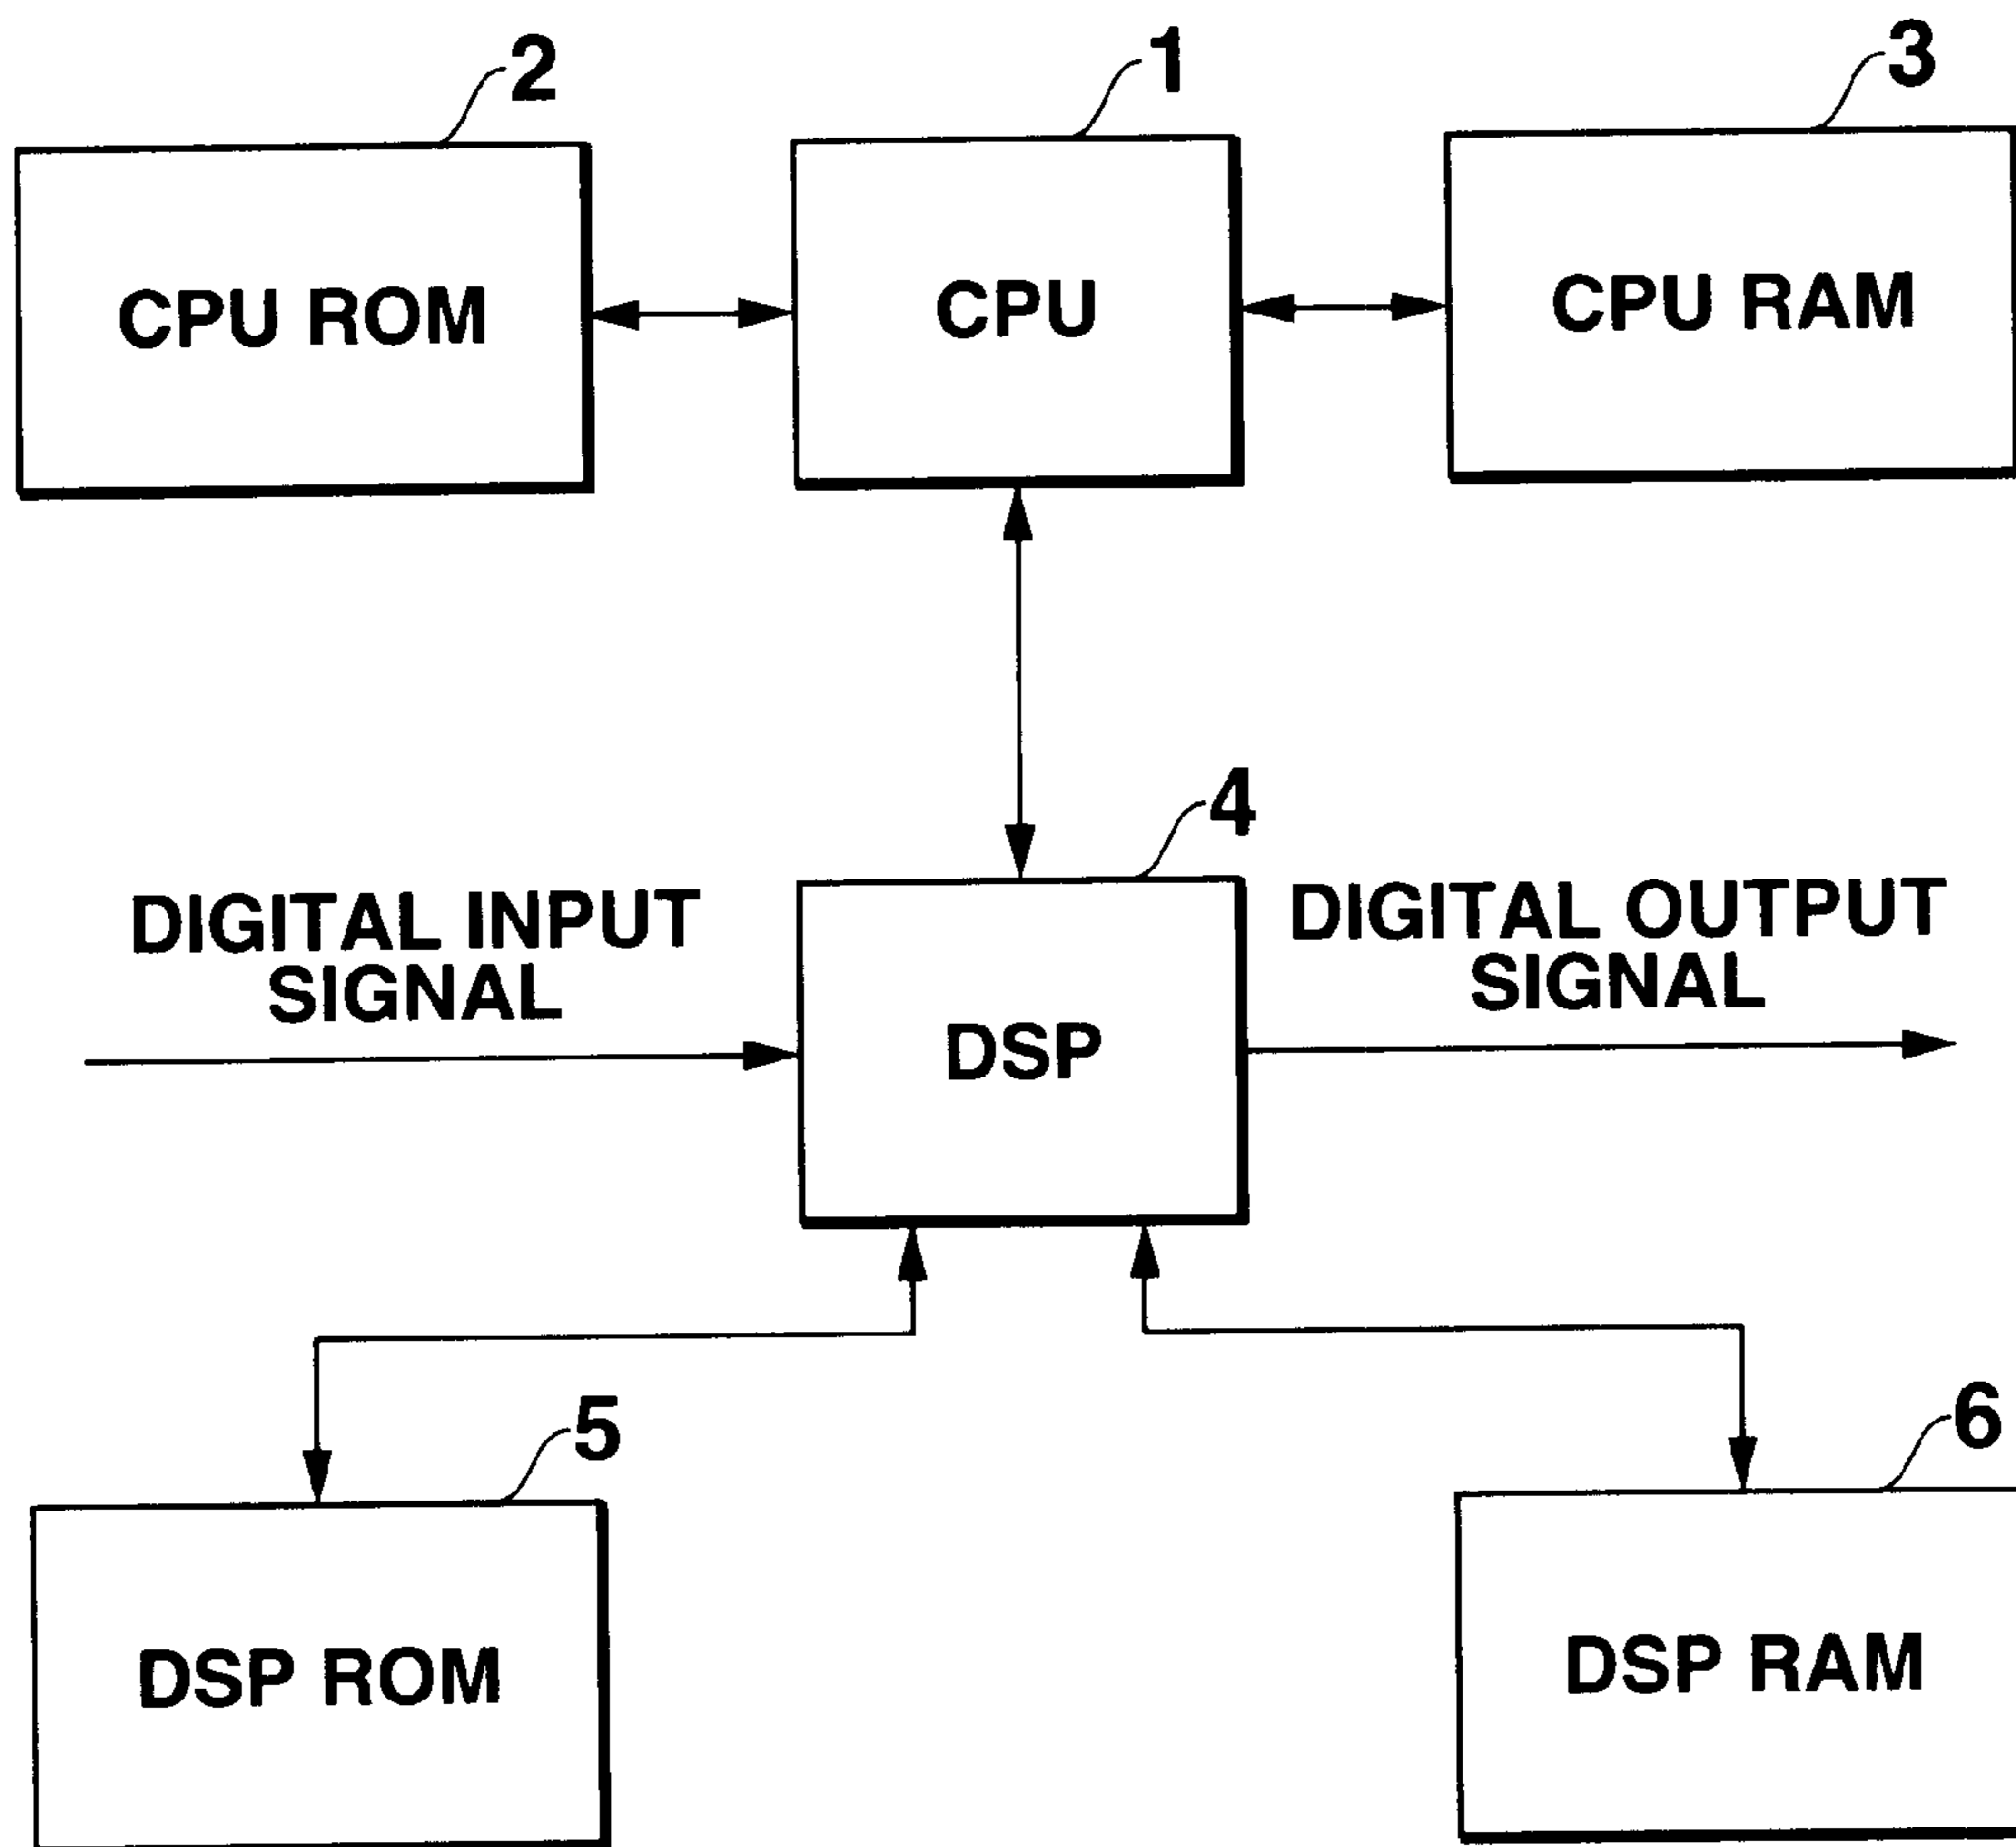 2
1
3
CPU ROM
CPU
CPU RAM
4
DIGITAL INPUT
SIGNAL
DIGITAL OUTPUT
SIGNAL
DSP
5
6
DSP ROM
DSP RAM